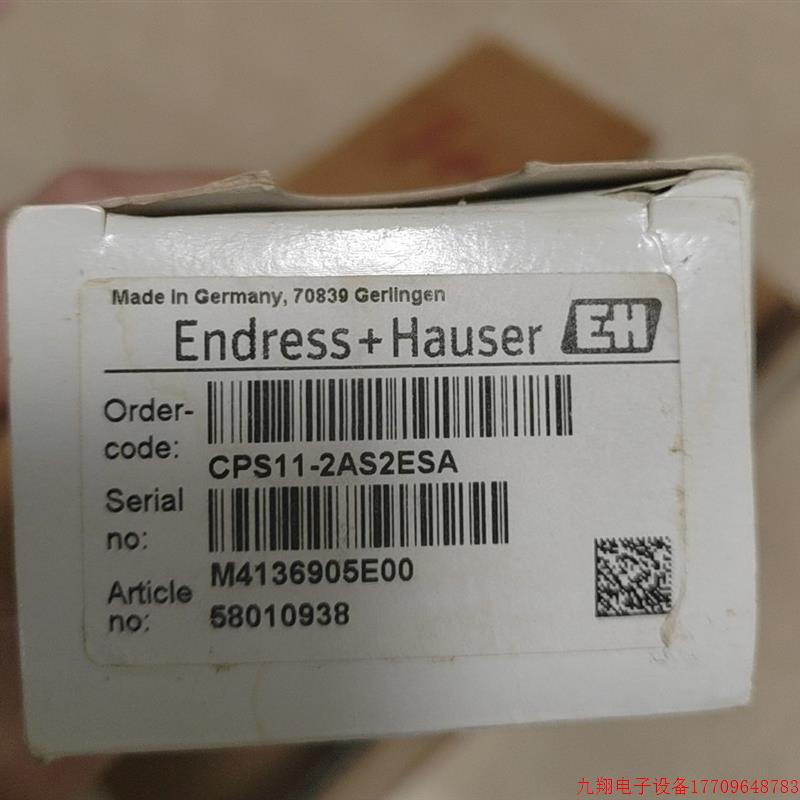 Made in Germany, 70839 Gerlingen
Endress+Hauser EH
Order-
code:
CPS11-2AS2ESA
Serial
no:
M4136905E00
Article
no:
58010938
九翔电子设备17709648783